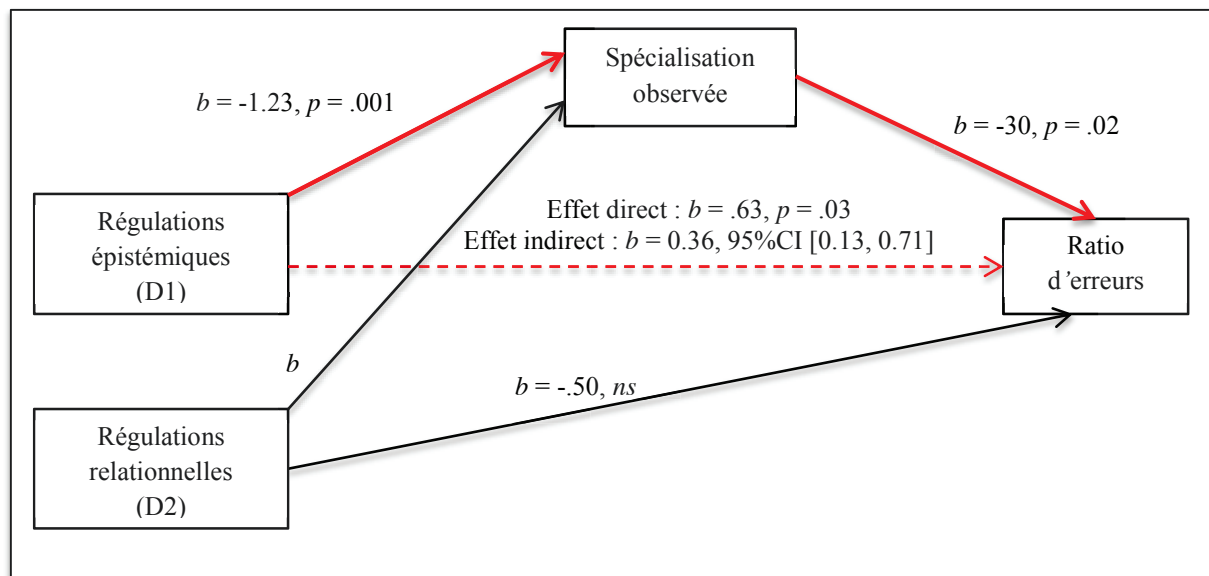 Spécialisation
observée
b = -1.23, p = .001
b = -30, p = .02
Régulations
épistémiques
(D1)
Effet direct : b = .63, p = .03
Effet indirect : b = 0.36, 95%CI [0.13, 0.71]
Ratio
d’erreurs
b
b = -.50, ns
Régulations
relationnelles
(D2)